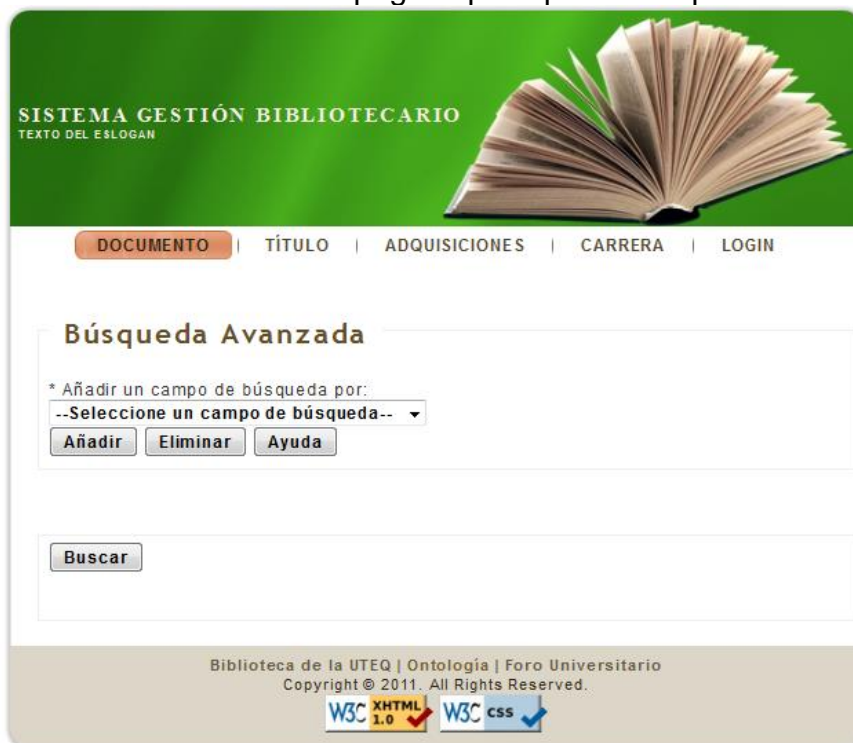 SISTEMA GESTIÓN BIBLIOTECARIO
TEXTO DEL ESLOGAN
DOCUMENTO | TÍTULO | ADQUISICIONES | CARRERA | LOGIN
Búsqueda Avanzada
* Añadir un campo de búsqueda por:
--Seleccione un campo de búsqueda--
Añadir Eliminar Ayuda
Buscar
Biblioteca de la UTEQ | Ontología | Foro Universitario
Copyright © 2011. All Rights Reserved.
W3C XHTML 1.0 W3C css